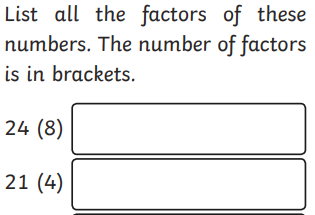 List all the factors of these
numbers. The number of factors
is in brackets.
24 (8)
21 (4)